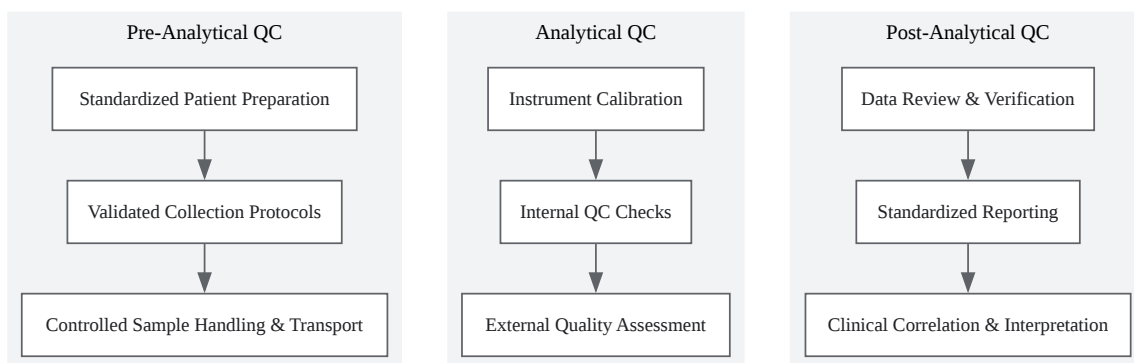 Pre-Analytical QC
Standardized Patient Preparation
Validated Collection Protocols
Controlled Sample Handling & Transport
Analytical QC
Instrument Calibration
Internal QC Checks
External Quality Assessment
Post-Analytical QC
Data Review & Verification
Standardized Reporting
Clinical Correlation & Interpretation